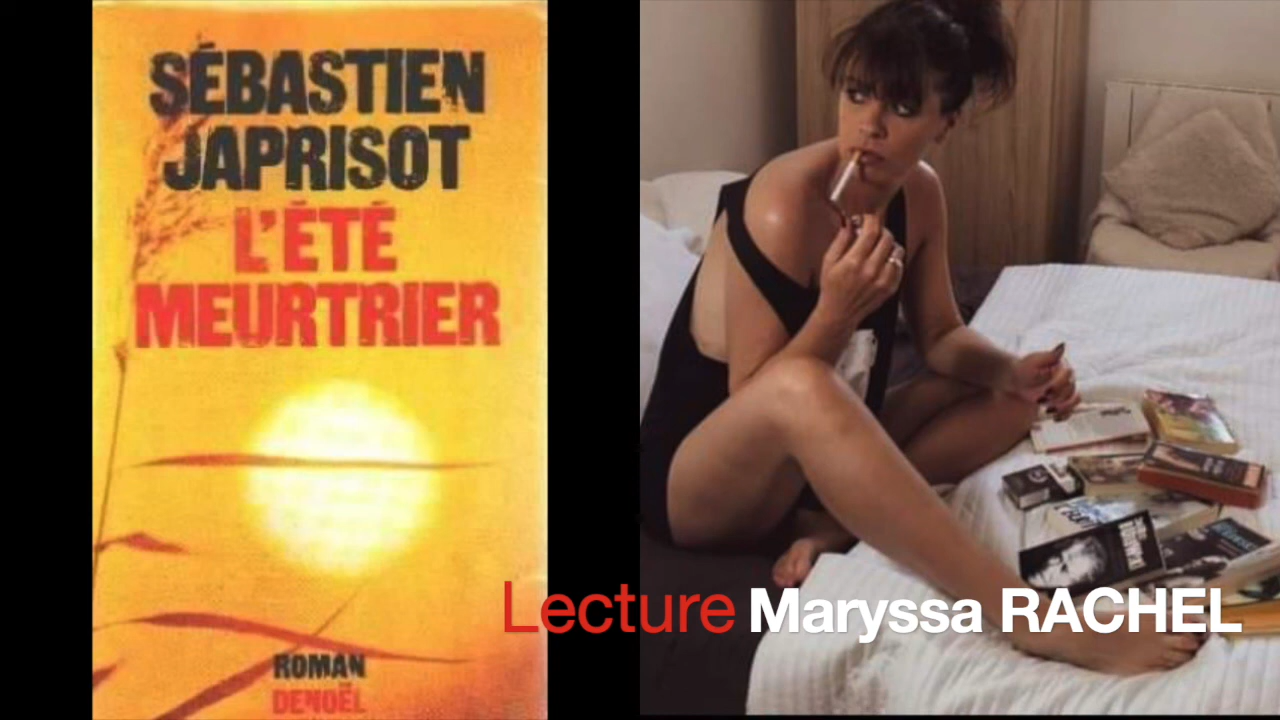 SÉBASTIEN
JAPRISOT
L'ÉTÉ
MEURTRIER
ROMAN
DENOËL
Lecture Maryssa RACHEL